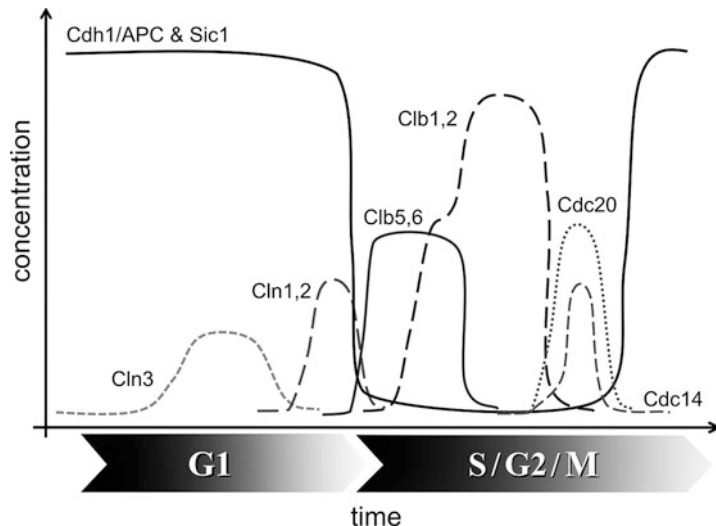 Cdh1/APC & Sic1
Clb1,2
Cdc20
Clb5,6
Cln1,2
Cln3
Cdc14
concentration
G1
S/G2/M
time